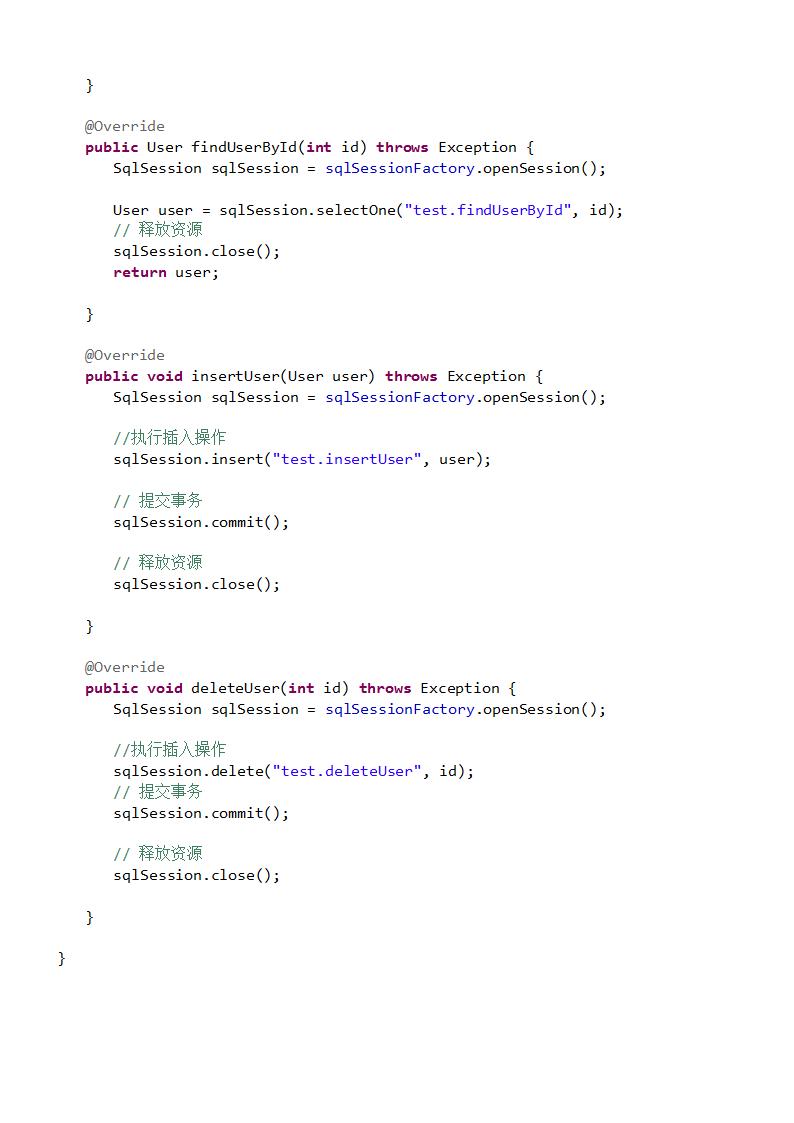 }
@Override
public User findUserById(int id) throws Exception {
SqlSession sqlSession = sqlSessionFactory.openSession();
User user = sqlSession.selectOne("test.findUserById", id);
// 释放资源
sqlSession.close();
return user;
}
@Override
public void insertUser(User user) throws Exception {
SqlSession sqlSession = sqlSessionFactory.openSession();
//执行插入操作
sqlSession.insert("test.insertUser", user);
// 提交事务
sqlSession.commit();
// 释放资源
sqlSession.close();
}
@Override
public void deleteUser(int id) throws Exception {
SqlSession sqlSession = sqlSessionFactory.openSession();
//执行插入操作
sqlSession.delete("test.deleteUser", id);
// 提交事务
sqlSession.commit();
// 释放资源
sqlSession.close();
}
}